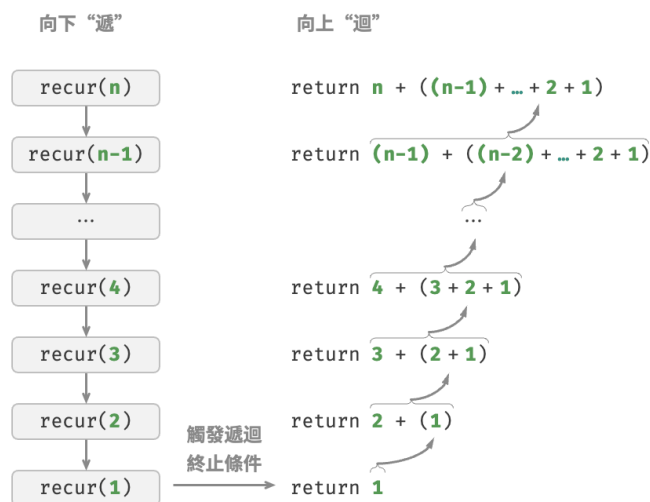 向下“遞”
向上“迴”
recur(n)
return n + ((n-1) + … + 2 + 1)
recur(n-1)
return (n-1) + ((n-2) + … + 2 + 1)
…
…
recur(4)
return 4 + (3 + 2 + 1)
recur(3)
return 3 + (2 + 1)
recur(2)
return 2 + (1)
觸發遞迴
終止條件
recur(1)
return 1